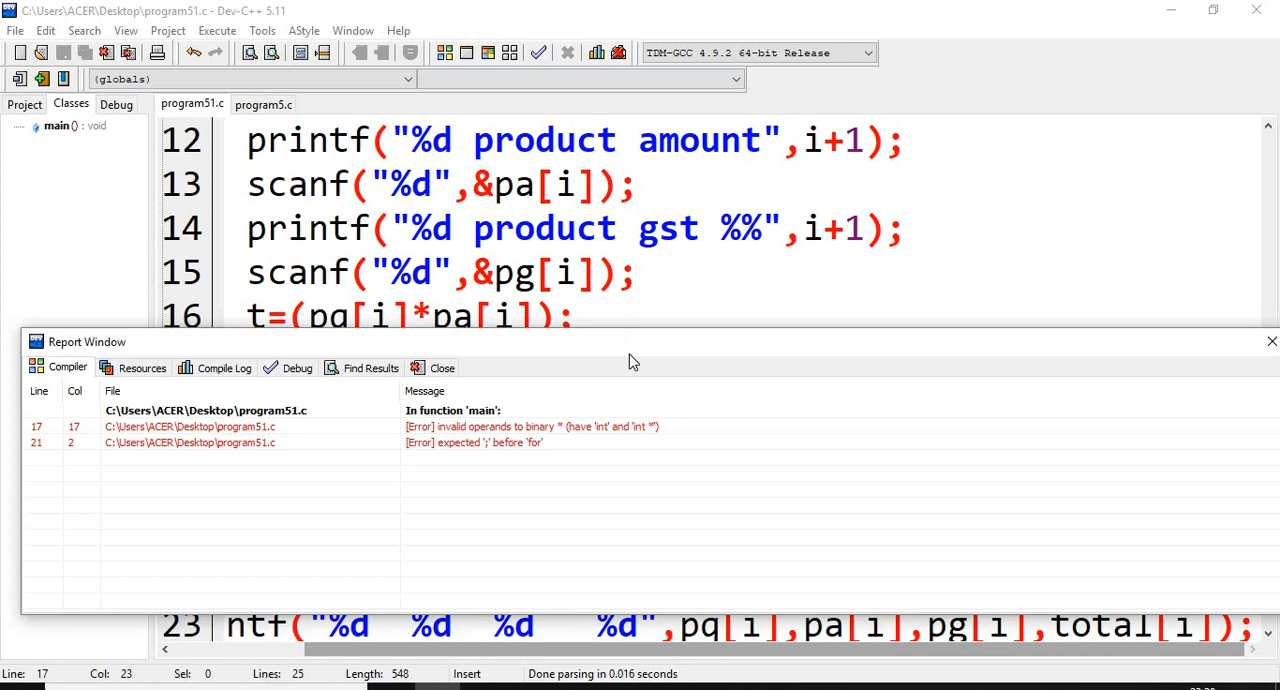 C:\Users\ACER\Desktop\program51.c - Dev-C++ 5.11
File Edit Search View Project Execute Tools AStyle Window Help
TDM-GCC 4.9.2 64-bit Release
(globals)
Project Classes Debug program51.c program5.c
main () : void
12 printf("%d product amount",i+1);
13 scanf("%d",&pa[i]);
14 printf("%d product gst %%",i+1);
15 scanf("%d",&pg[i]);
16 t=(pq[i]*pa[i]);
Report Window
Compiler Resources Compile Log Debug Find Results Close
Line Col File Message
C:\Users\ACER\Desktop\program51.c In function 'main':
17 17 C:\Users\ACER\Desktop\program51.c [Error] invalid operands to binary * (have 'int' and 'int *')
21 2 C:\Users\ACER\Desktop\program51.c [Error] expected ';' before 'for'
23 ntf("%d %d %d %d",pq[i],pa[i],pg[i],total[i]);
Line: 17 Col: 23 Sel: 0 Lines: 25 Length: 548 Insert Done parsing in 0.016 seconds